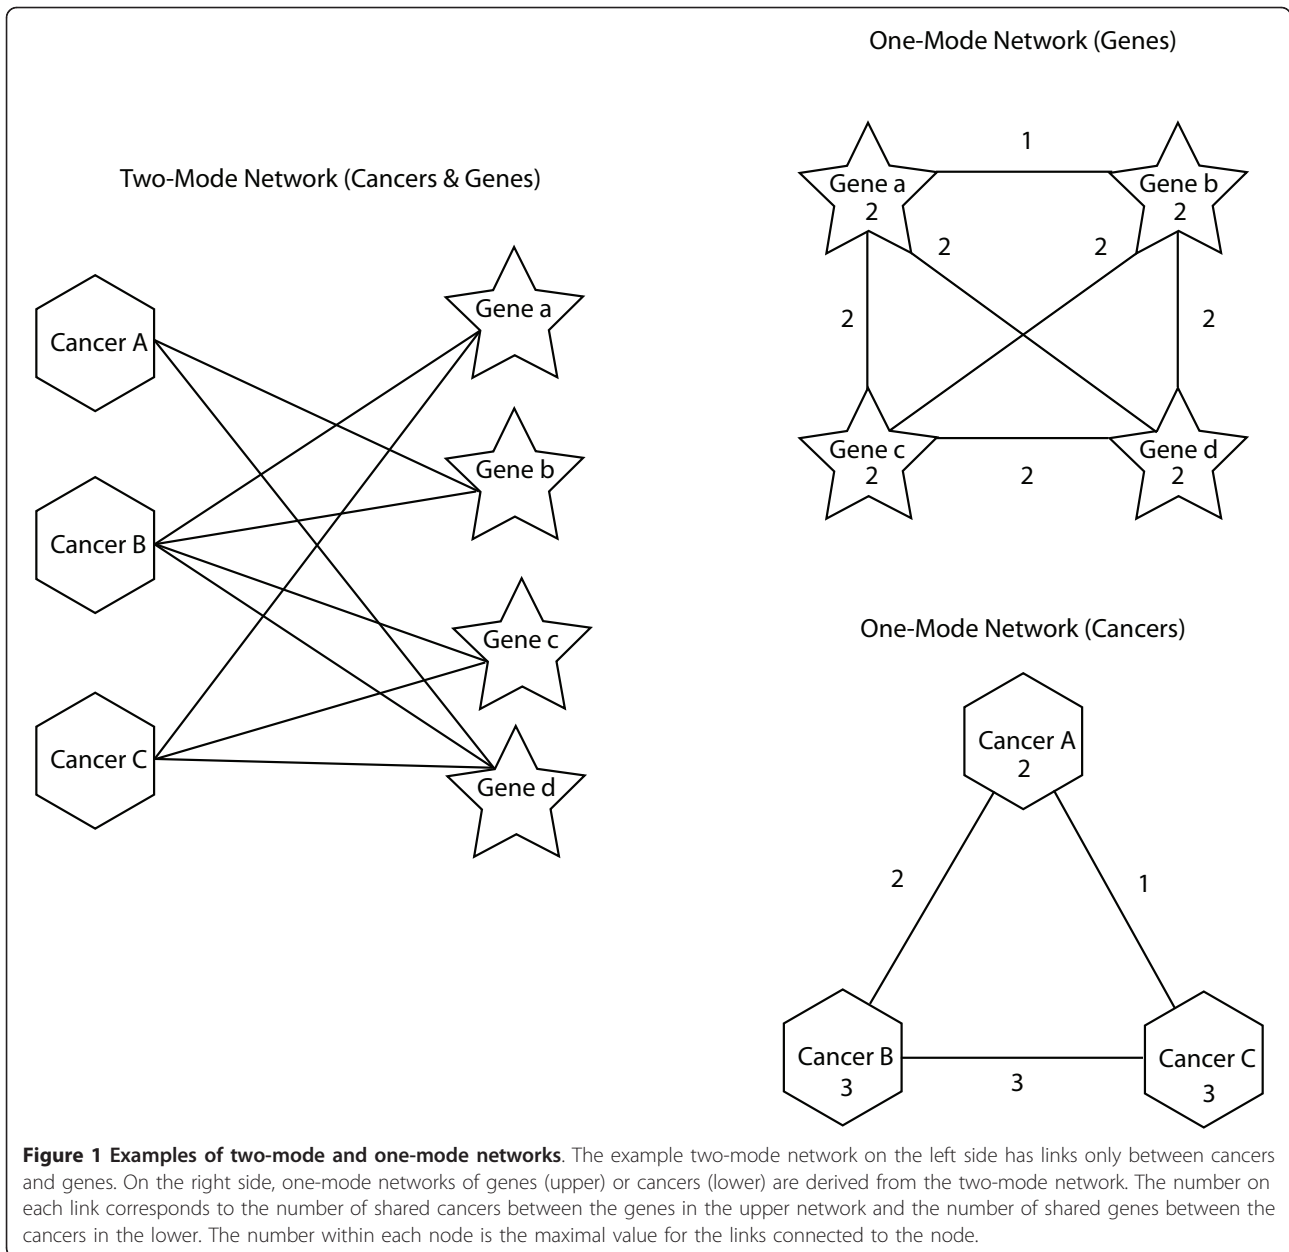 One-Mode Network (Genes)
1
Gene a
2
Gene b
2
2
2
2
2
Gene c
2
Gene d
2
2
Two-Mode Network (Cancers & Genes)
Cancer A
Cancer B
Cancer C
Gene a
Gene b
Gene c
Gene d
One-Mode Network (Cancers)
Cancer A
2
2
1
Cancer B
3
3
Cancer C
3
Figure 1 Examples of two-mode and one-mode networks. The example two-mode network on the left side has links only between cancers
and genes. On the right side, one-mode networks of genes (upper) or cancers (lower) are derived from the two-mode network. The number on
each link corresponds to the number of shared cancers between the genes in the upper network and the number of shared genes between the
cancers in the lower. The number within each node is the maximal value for the links connected to the node.